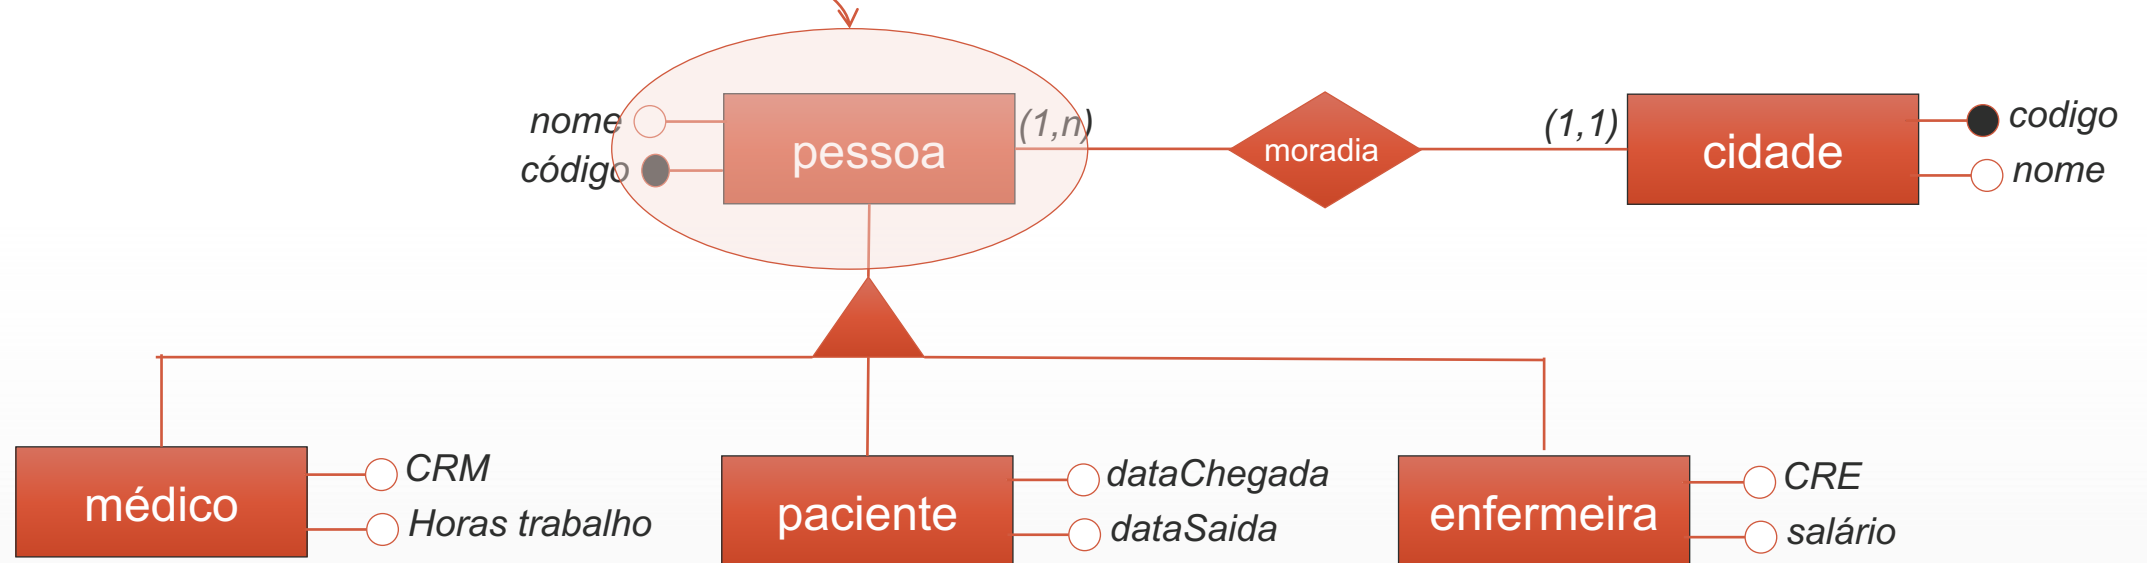 nome
código
pessoa
(1,n)
moradia
(1,1)
cidade
codigo
nome
médico
CRM
Horas trabalho
paciente
dataChegada
dataSaida
enfermeira
CRE
salário